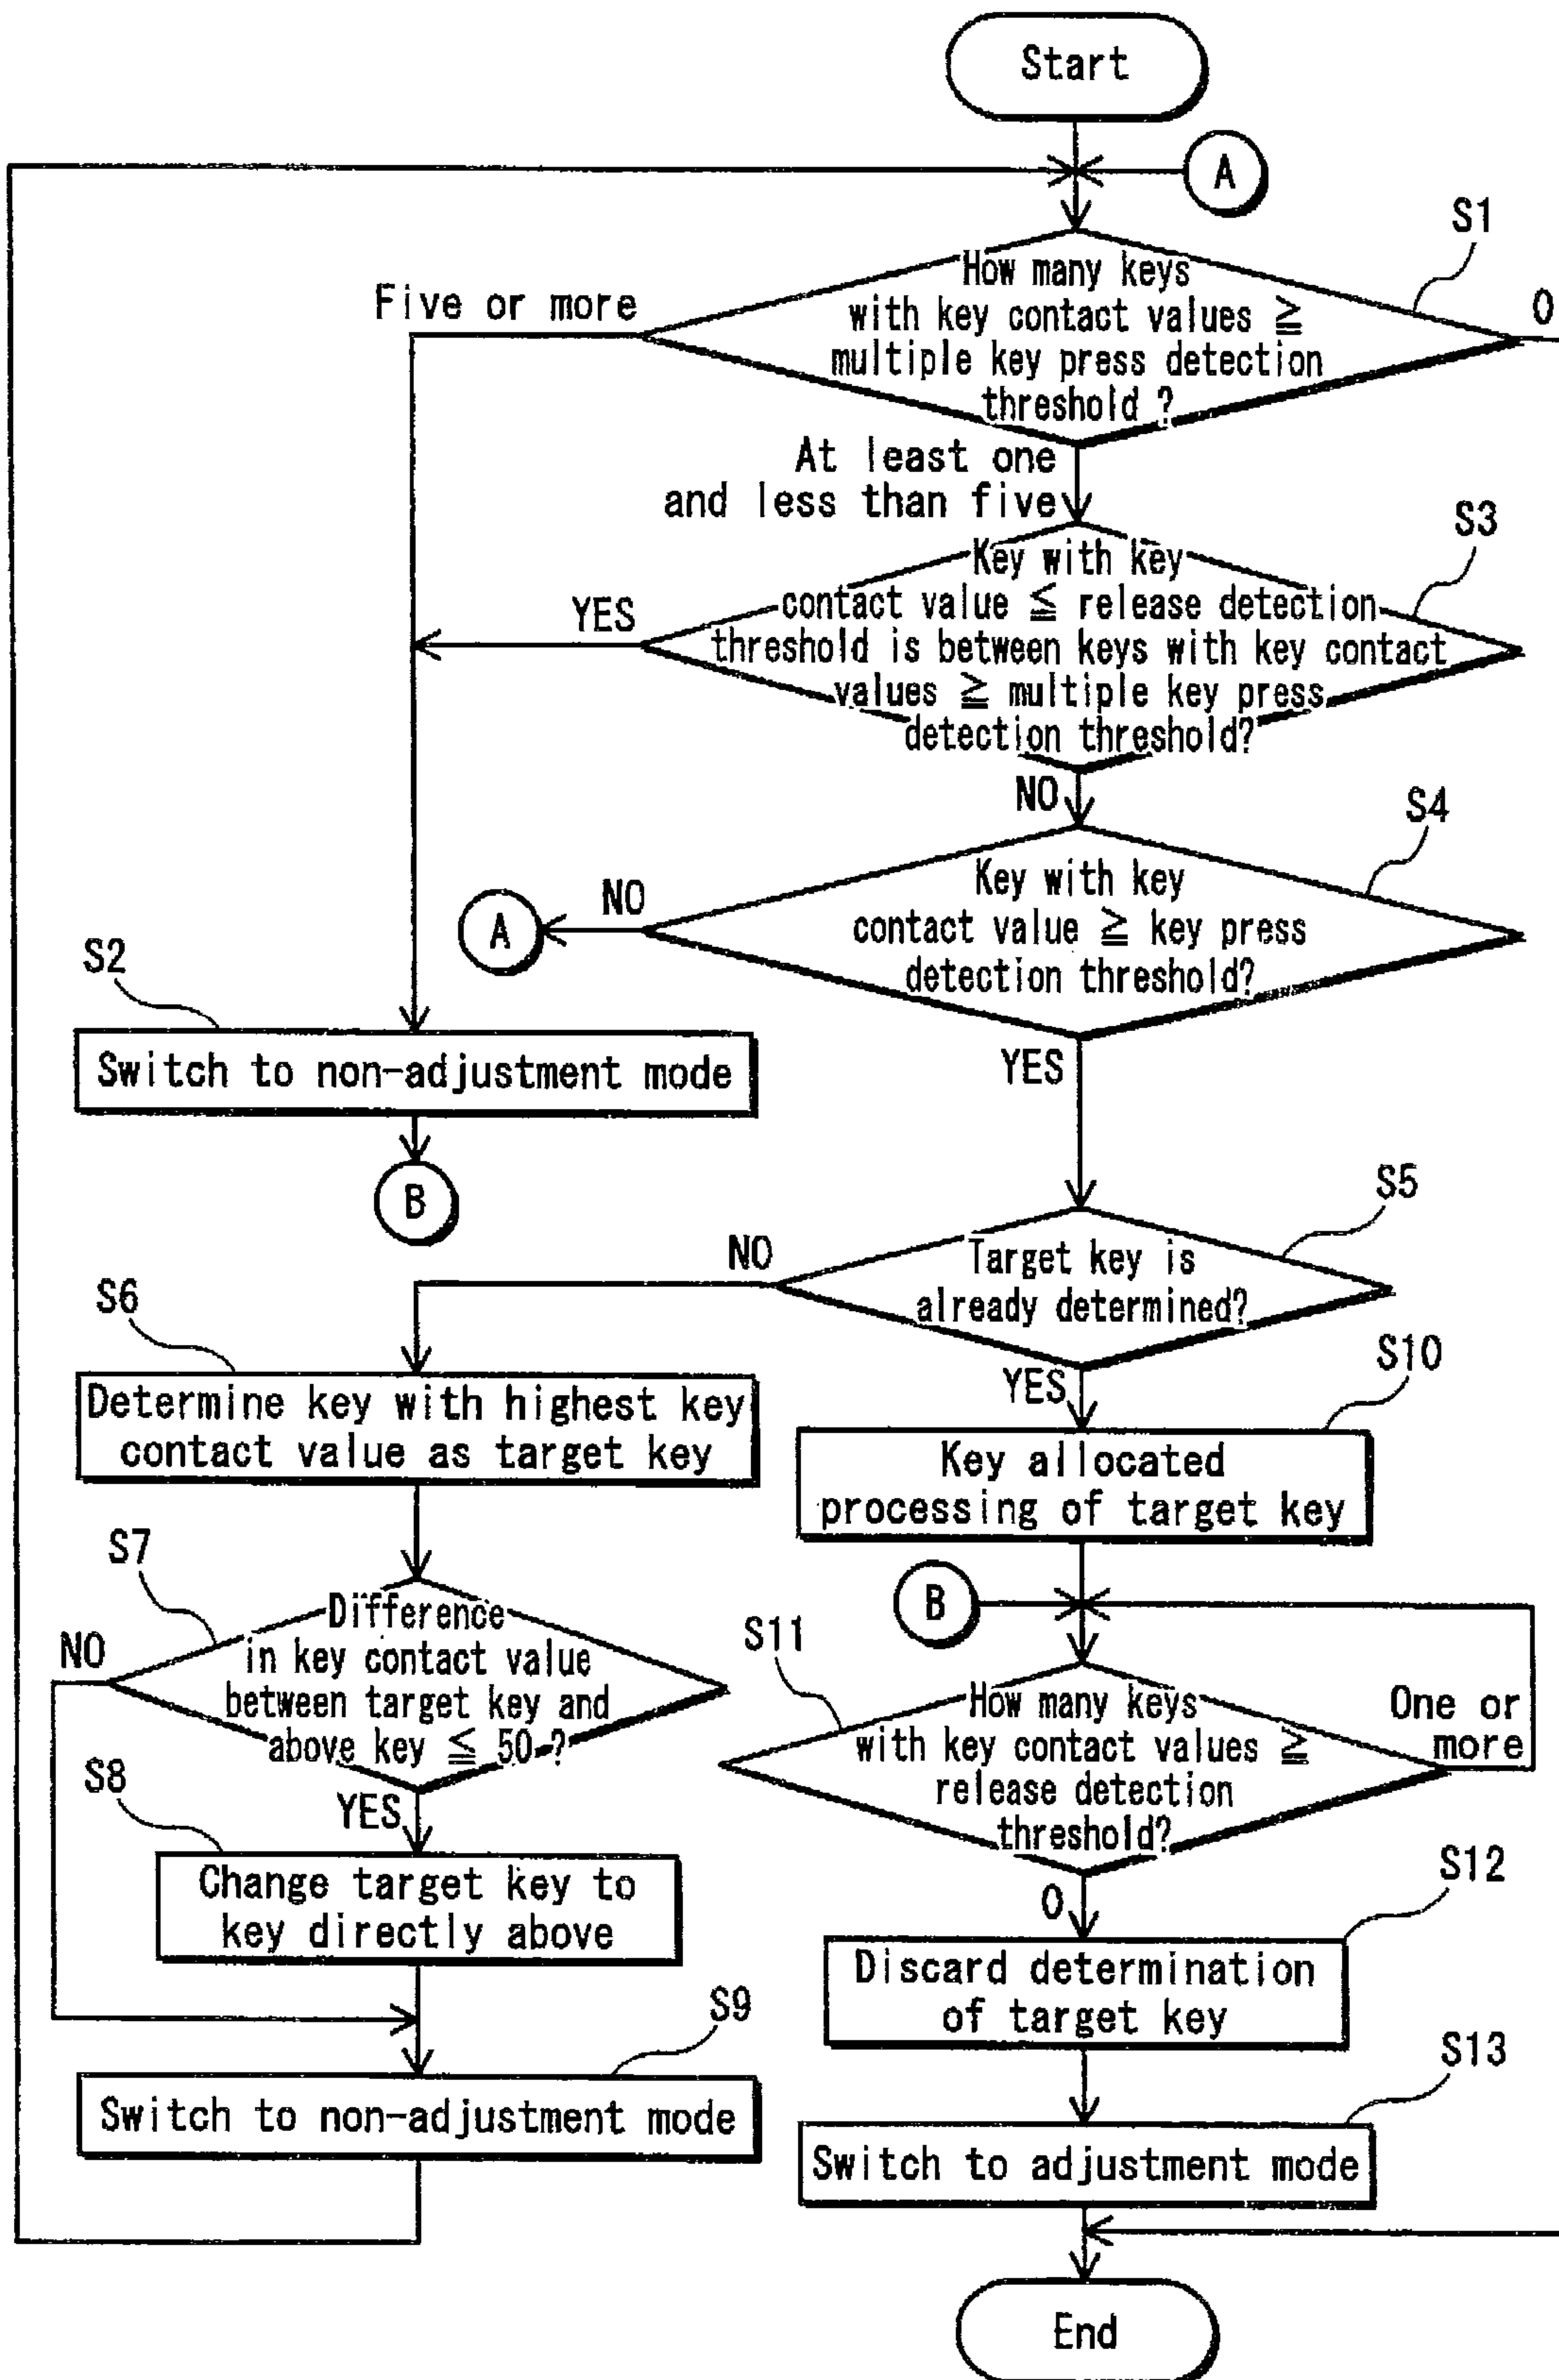 Start
A
S1
How many keys
with key contact values ≧
multiple key press detection
threshold ?
Five or more
0
At least one
and less than five
S3
Key with key
contact value ≦ release detection
threshold is between keys with key contact
values ≧ multiple key press
detection threshold?
YES
NO
S4
Key with key
contact value ≧ key press
detection threshold?
NO
A
YES
S2
Switch to non-adjustment mode
B
S5
Target key is
already determined?
NO
YES
S6
Determine key with highest key
contact value as target key
S10
Key allocated
processing of target key
S7
Difference
in key contact value
between target key and
above key ≦ 50 ?
NO
YES
B
S11
How many keys
with key contact values ≧
release detection
threshold?
One or
more
0
S8
Change target key to
key directly above
S12
Discard determination
of target key
S9
Switch to non-adjustment mode
S13
Switch to adjustment mode
End